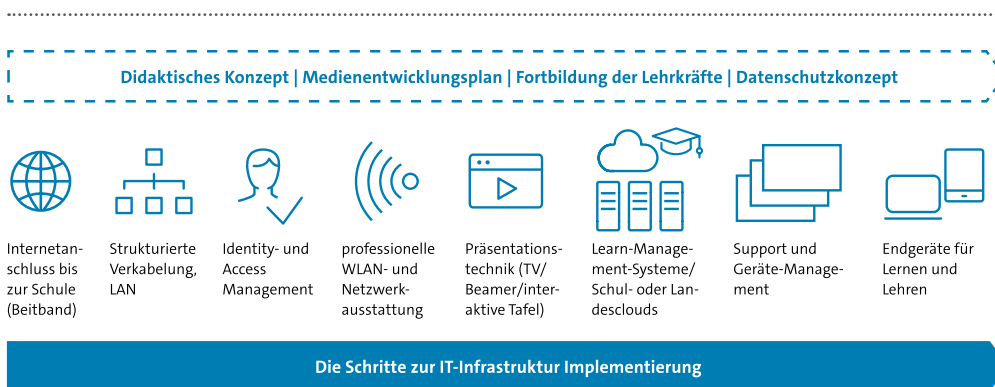 Didaktisches Konzept | Medienentwicklungsplan | Fortbildung der Lehrkräfte | Datenschutzkonzept
Internetan-
schluss bis
zur Schule
(Beitband)
Strukturierte
Verkabelung,
LAN
Identity- und
Access
Management
professionelle
WLAN- und
Netzwerk-
ausstattung
Präsentations-
technik (TV/
Beamer/inter-
aktive Tafel)
Learn-Manage-
ment-Systeme/
Schul- oder Lan-
desclouds
Support und
Geräte-Manage-
ment
Endgeräte für
Lernen und
Lehren
Die Schritte zur IT-Infrastruktur Implementierung